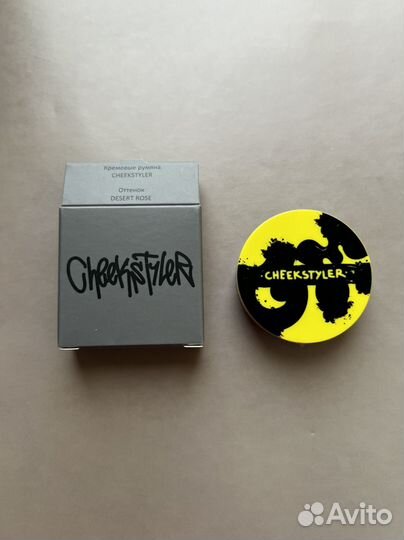 Кремовые румяна
CHEEKSTYLER
Оттенок
DESERT ROSE
CheekStyler
CHEEKSTYLER
Avito